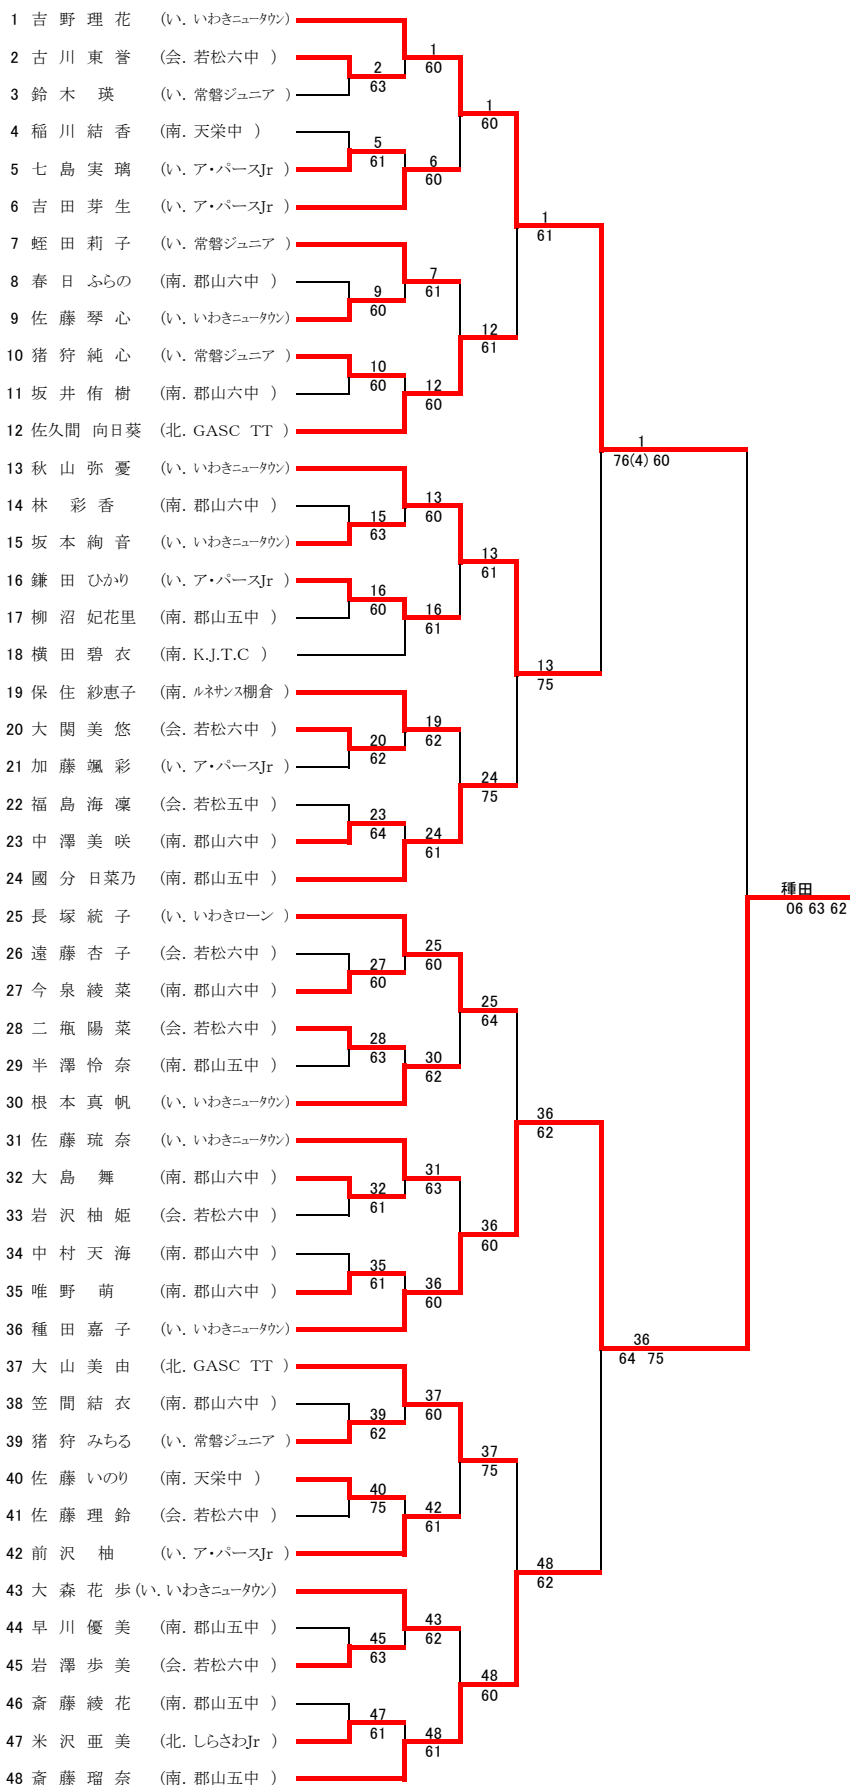 1 吉野理花 (い. いわきニュータウン)
2 古川東誉 (会. 若松六中 )
3 鈴木 瑛 (い. 常磐ジュニア )
4 稲川結香 (南. 天栄中 )
5 七島実璃 (い. ア・パースJr )
6 吉田芽生 (い. ア・パースJr )
7 蛭田莉子 (い. 常磐ジュニア )
8 春日 ふらの (南. 郡山六中 )
9 佐藤琴心 (い. いわきニュータウン)
10 猪狩純心 (い. 常磐ジュニア )
11 坂井侑樹 (南. 郡山六中 )
12 佐久間 向日葵 (北. GASC TT )
13 秋山弥憂 (い. いわきニュータウン)
14 林 彩香 (南. 郡山六中 )
15 坂本絢音 (い. いわきニュータウン)
16 鎌田ひかり (い. ア・パースJr )
17 柳沼妃花里 (南. 郡山五中 )
18 横田碧衣 (南. K.J.T.C )
19 保住紗恵子 (南. ルネサンス棚倉 )
20 大関美悠 (会. 若松六中 )
21 加藤颯彩 (い. ア・パースJr )
22 福島海凜 (会. 若松五中 )
23 中澤美咲 (南. 郡山六中 )
24 國分日菜乃 (南. 郡山五中 )
25 長塚統子 (い. いわきローン )
26 遠藤杏子 (会. 若松六中 )
27 今泉綾菜 (南. 郡山六中 )
28 二瓶陽菜 (会. 若松六中 )
29 半澤怜奈 (南. 郡山五中 )
30 根本真帆 (い. いわきニュータウン)
31 佐藤琉奈 (い. いわきニュータウン)
32 大島 舞 (南. 郡山六中 )
33 岩沢柚姫 (会. 若松六中 )
34 中村天海 (南. 郡山六中 )
35 唯野 萌 (南. 郡山六中 )
36 種田嘉子 (い. いわきニュータウン)
37 大山美由 (北. GASC TT )
38 笠間結衣 (南. 郡山六中 )
39 猪狩みちる (い. 常磐ジュニア )
40 佐藤いのり (南. 天栄中 )
41 佐藤理鈴 (会. 若松六中 )
42 前沢 柚 (い. ア・パースJr )
43 大森花歩(い. いわきニュータウン)
44 早川優美 (南. 郡山五中 )
45 岩澤歩美 (会. 若松六中 )
46 斎藤綾花 (南. 郡山五中 )
47 米沢亜美 (北. しらさわJr )
48 斎藤瑠奈 (南. 郡山五中 )
2
63
5
61
9
60
10
60
15
63
16
60
20
62
23
64
27
60
28
63
32
61
35
61
39
62
40
75
45
63
47
61
1
60
6
60
7
61
12
60
13
60
16
61
19
62
24
61
25
60
30
62
31
63
36
60
37
60
42
61
43
62
48
61
1
60
12
61
13
61
24
75
25
64
36
60
37
75
48
60
1
61
13
75
36
62
48
62
1
76(4) 60
36
64 75
種田
06 63 62